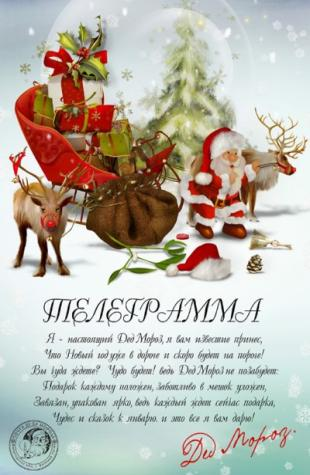 ТЕЛЕГРАММА
Я - настоящий Дед Мороз, я вам известие принес,
Что Новый год уже в дороге и скоро будет на пороге!
Вы чуда ждете? Чудо будет! ведь Дед Мороз не позабудет:
Подарок каждому положен, заботливо в мешок уложен,
Завязан, упакован ярко, ведь каждый ждет сейчас подарка,
Чудес и сказок к январю. и это все я вам дарю!
Дед Мороз.